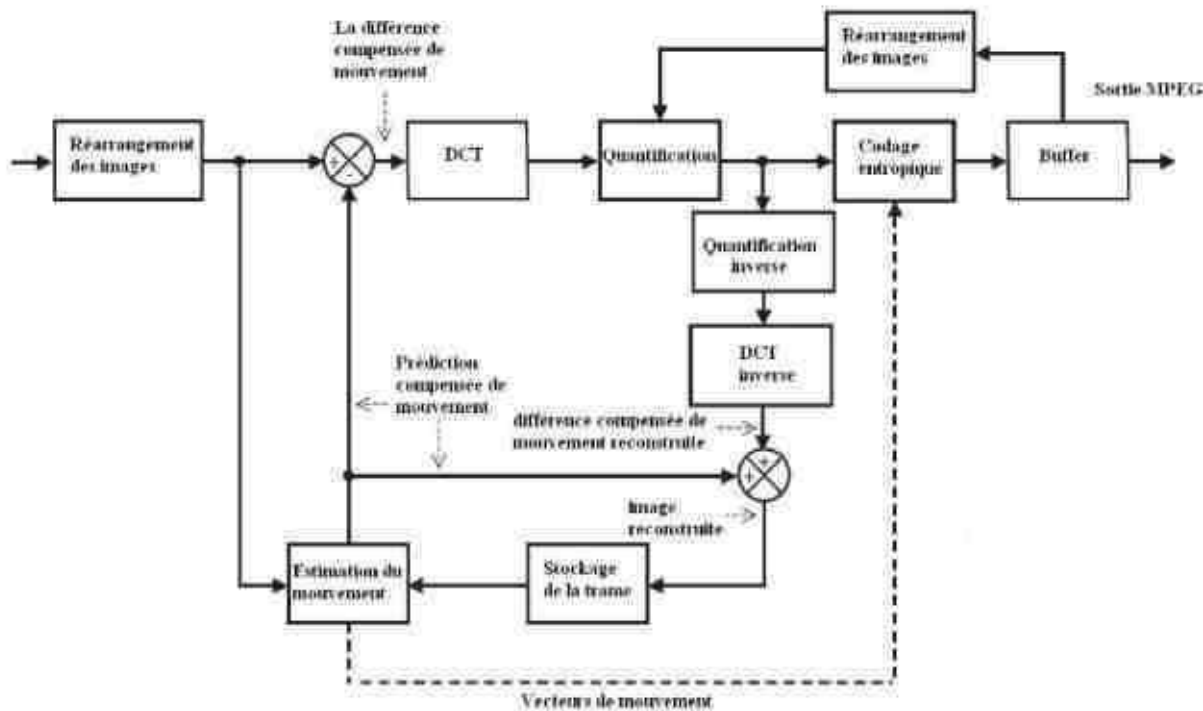 La différence
compensée de
mouvement
Réarrangement
des images
Sortie MPEG
Réarrangement
des images
+
-
DCT
Quantification
Codage
entropique
Buffer
Quantification
inverse
DCT
inverse
Prédiction
compensée de
mouvement
différence compensée de
mouvement reconstruite
+
+
Image
reconstruite
Estimation du
mouvement
Stockage
de la trame
Vecteurs de mouvement